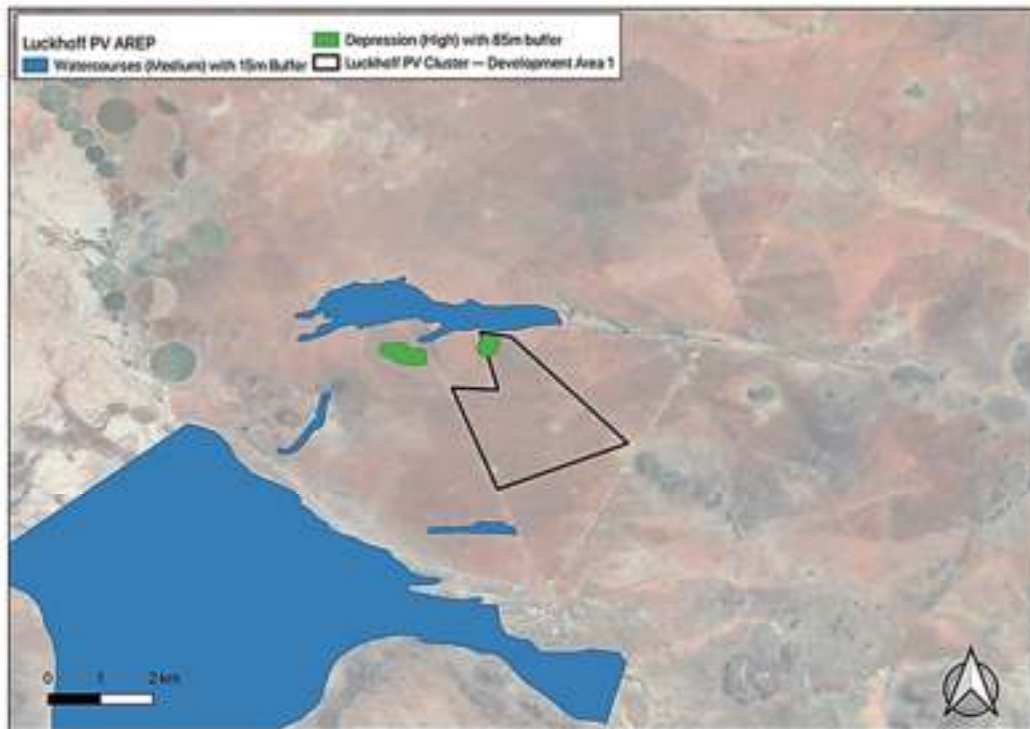 Luckhoff PV AREP
Watercourses (Medium) with 15m Buffer
Depression (High) with 85m buffer
Luckhoff PV Cluster — Development Area 1
0 1 2 km